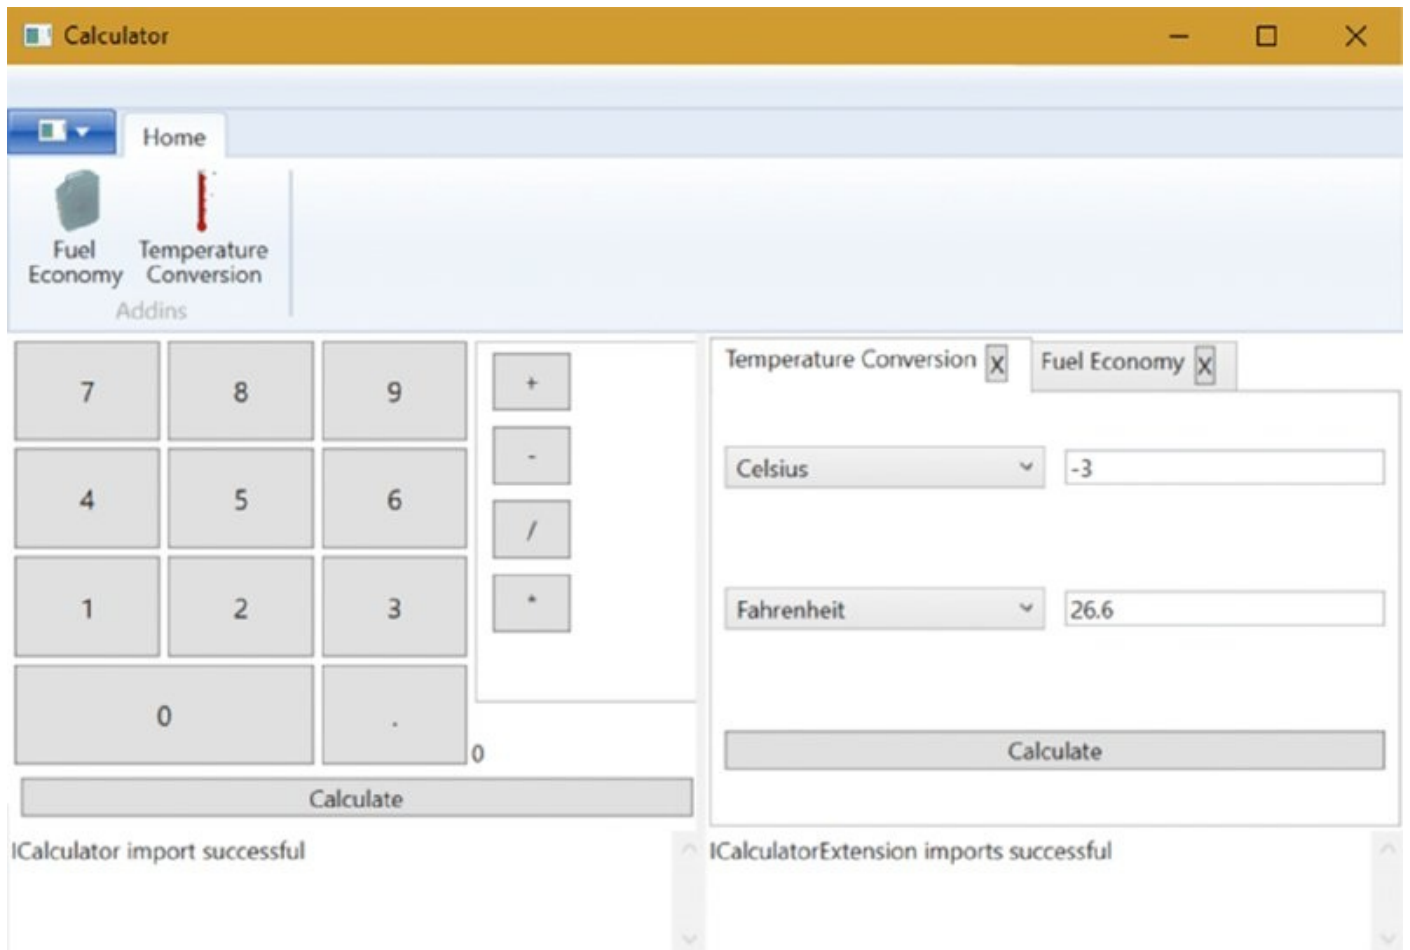 Calculator
Home
Fuel
Economy
Temperature
Conversion
Addins
7
8
9
4
5
6
1
2
3
0
.
+
-
/
*
0
Calculate
ICalculator import successful
Temperature Conversion X
Fuel Economy X
Celsius
-3
Fahrenheit
26.6
Calculate
ICalculatorExtension imports successful